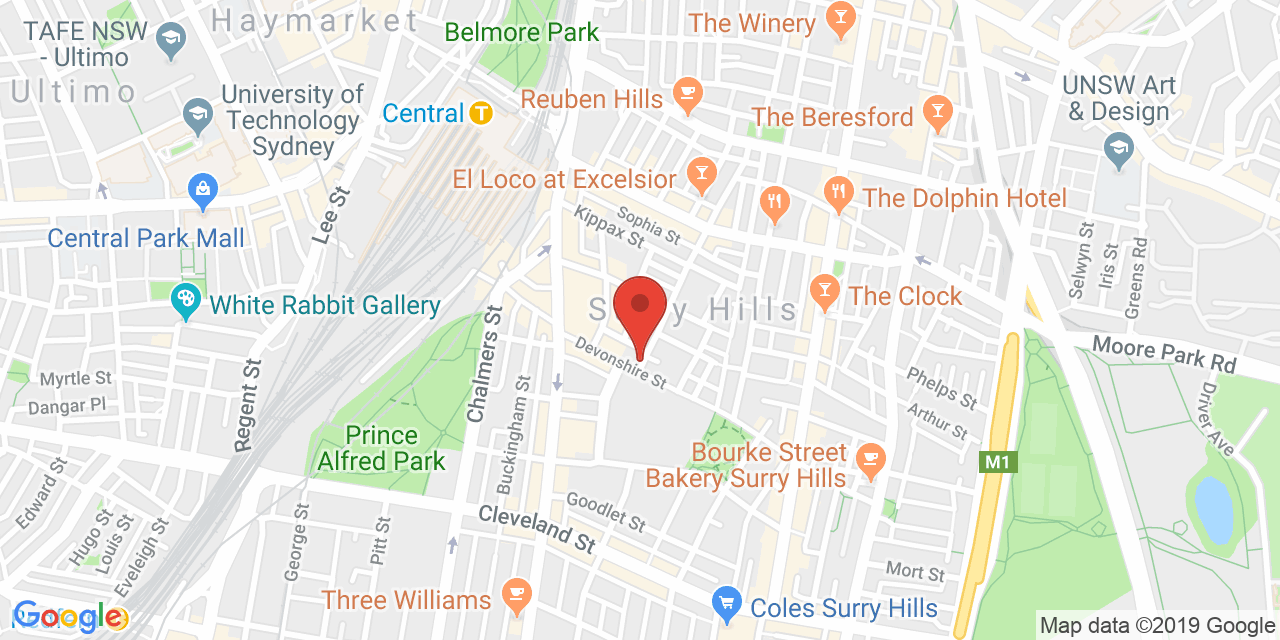 TAFE NSW
- Ultimo
Haymarket
Belmore Park
The Winery
Ultimo
University of
Technology
Sydney
Central
T
Reuben Hills
The Beresford
UNSW Art
& Design
El Loco at Excelsior
The Dolphin Hotel
Lee St
Kippax St
Sophia St
Central Park Mall
Selwyn St
Iris St
Greens Rd
White Rabbit Gallery
Hills
The Clock
Chalmers St
Devonshire St
Moore Park Rd
Myrtle St
Dangar Pl
Regent St
Buckingham St
Phelps St
Arthur St
Driver Ave
Prince
Alfred Park
Bourke Street
Bakery Surry Hills
M1
Edward St
Hugo St
Louis St
Eveleigh St
George St
Pitt St
Goodlet St
Cleveland St
Mort St
Three Williams
Coles Surry Hills
Google
Map data ©2019 Google